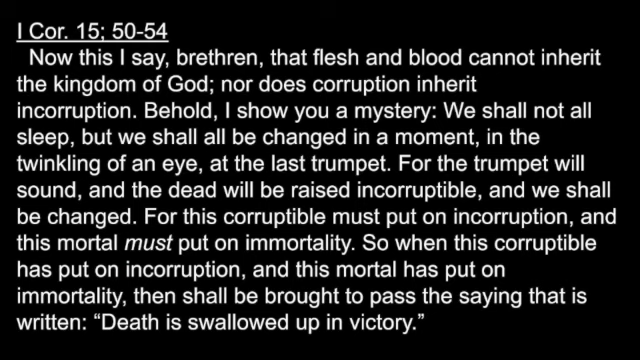 I Cor. 15; 50-54
Now this I say, brethren, that flesh and blood cannot inherit
the kingdom of God; nor does corruption inherit
incorruption. Behold, I show you a mystery: We shall not all
sleep, but we shall all be changed in a moment, in the
twinkling of an eye, at the last trumpet. For the trumpet will
sound, and the dead will be raised incorruptible, and we shall
be changed. For this corruptible must put on incorruption, and
this mortal must put on immortality. So when this corruptible
has put on incorruption, and this mortal has put on
immortality, then shall be brought to pass the saying that is
written: “Death is swallowed up in victory.”